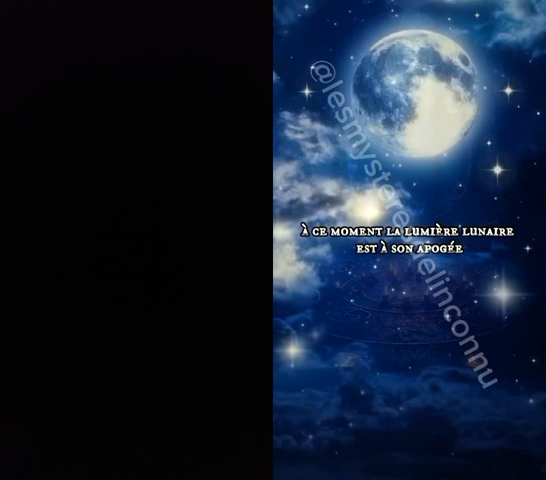 @lesmysteresdelinconnu
À CE MOMENT LA LUMIÈRE LUNAIRE
EST À SON APOGÉE